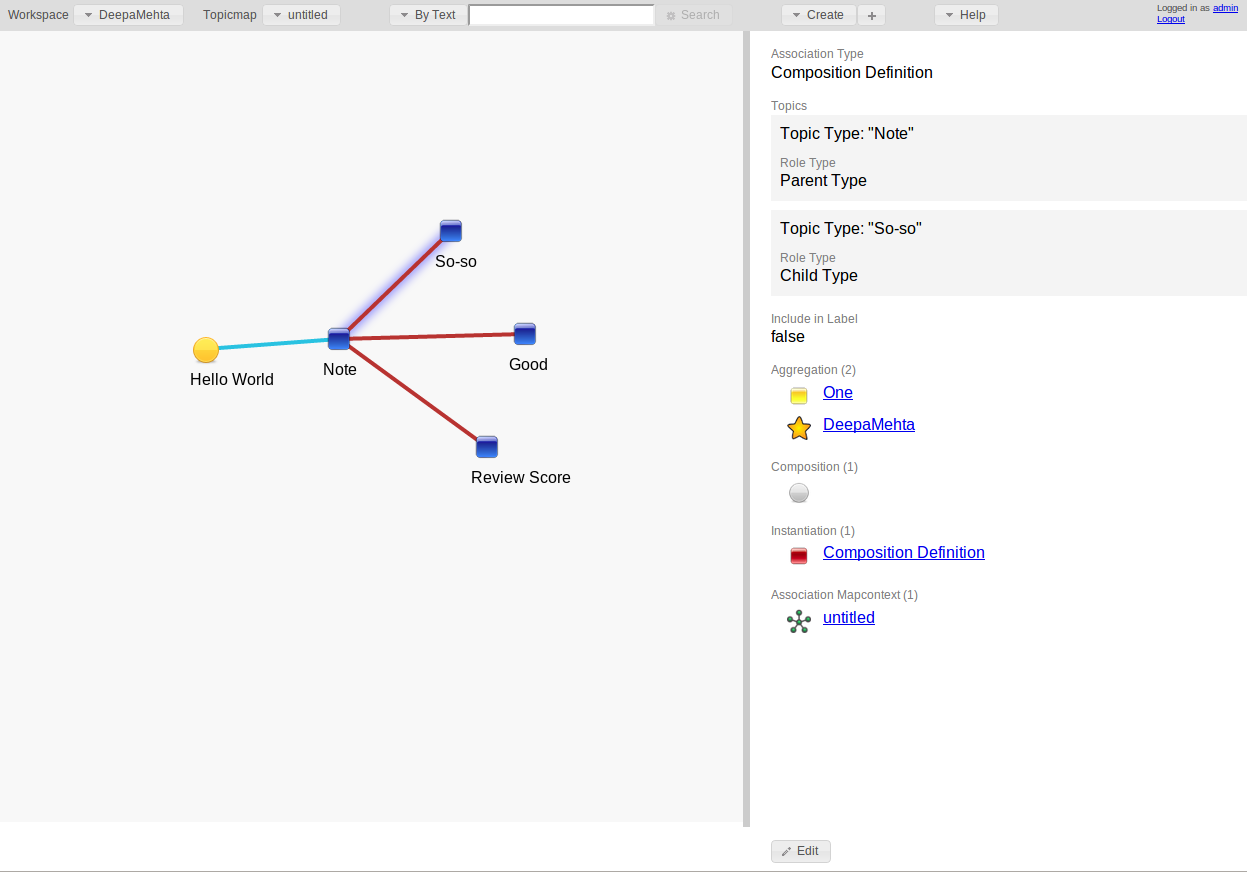 Workspace DeepaMehta Topicmap untitled By Text Search Create + Help Logged in as admin
Logout
So-so
Good
Note
Hello World
Review Score
Association Type
Composition Definition
Topics
Topic Type: "Note"
Role Type
Parent Type
Topic Type: "So-so"
Role Type
Child Type
Include in Label
false
Aggregation (2)
One
DeepaMehta
Composition (1)
Instantiation (1)
Composition Definition
Association Mapcontext (1)
untitled
Edit